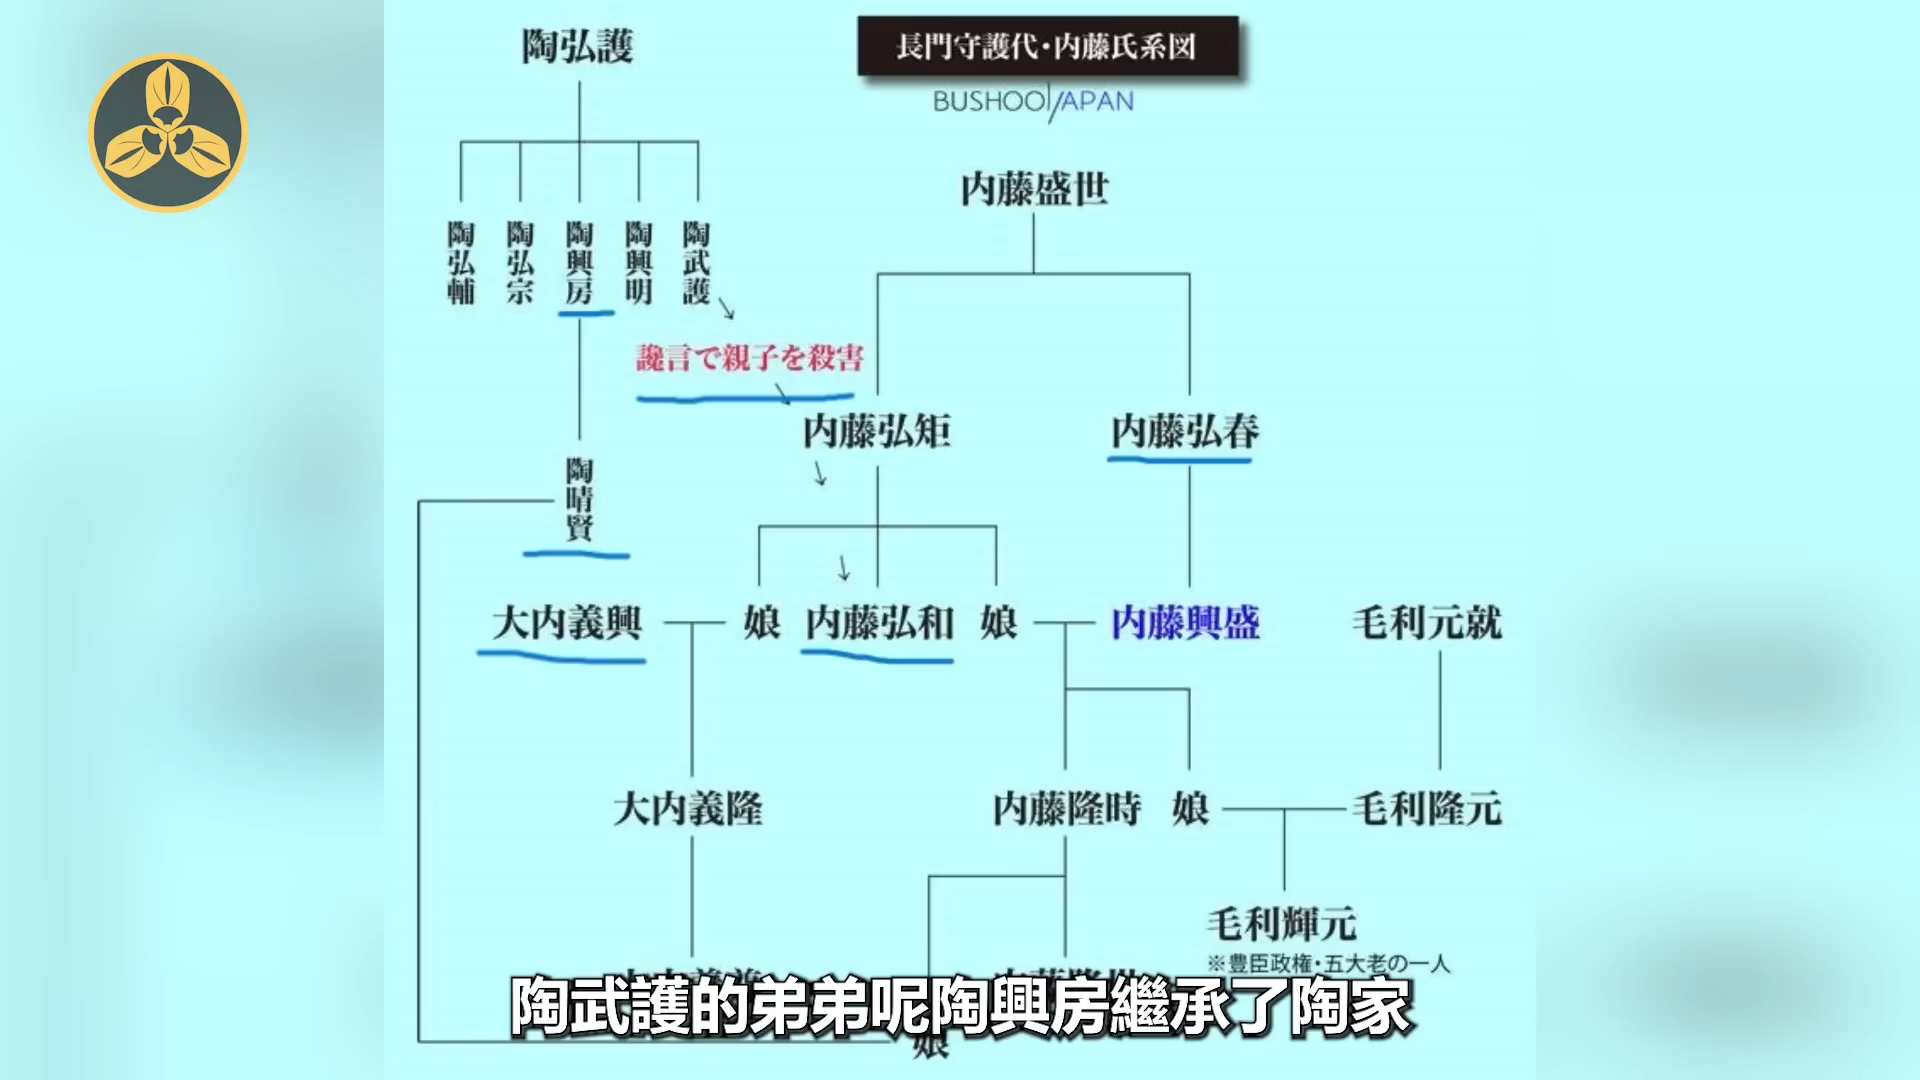 陶弘護
長門守護代・内藤氏系図
BUSHOO!JAPAN
内藤盛世
陶弘輔
陶弘宗
陶興房
陶興明
陶武護
讒言で親子を殺害
内藤弘矩
内藤弘春
陶晴賢
大内義興
娘
内藤弘和
娘
内藤興盛
毛利元就
大内義隆
内藤隆時
娘
毛利隆元
毛利輝元
※豊臣政権・五大老の一人
陶武護的弟弟呢陶興房繼承了陶家
娘